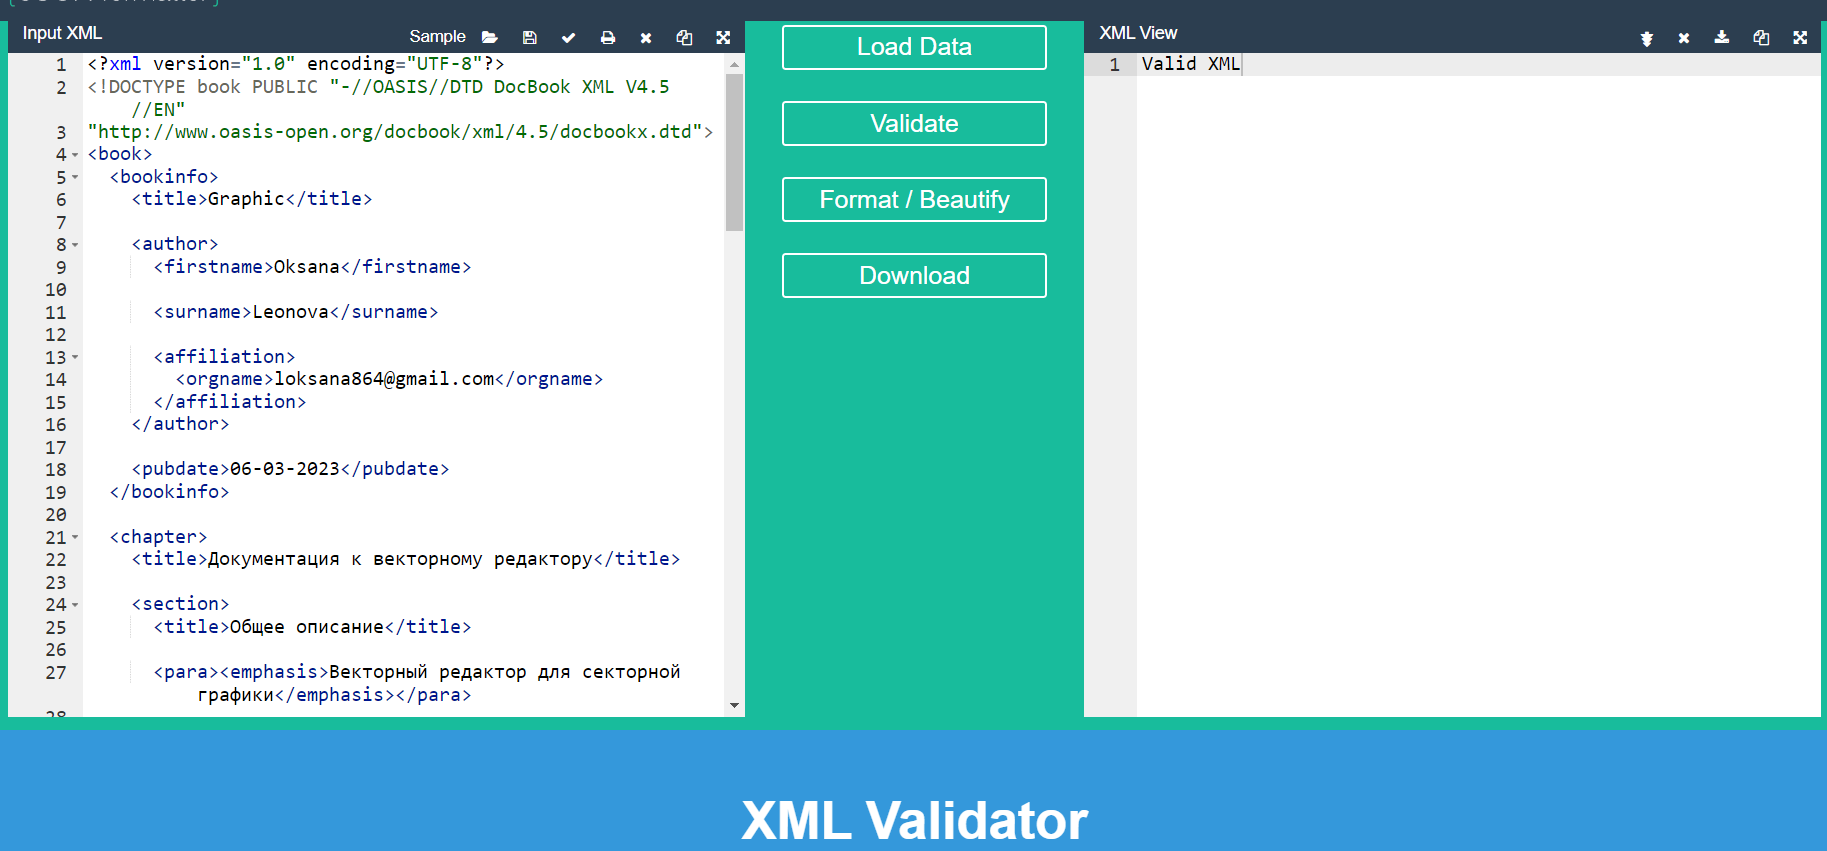 Input XML
Sample
1 <?xml version="1.0" encoding="UTF-8"?>
2 <!DOCTYPE book PUBLIC "-//OASIS//DTD DocBook XML V4.5
//EN"
3 "http://www.oasis-open.org/docbook/xml/4.5/docbookx.dtd">
4 <book>
5 <bookinfo>
6 <title>Graphic</title>
7
8 <author>
9 <firstname>Oksana</firstname>
10
11 <surname>Leonova</surname>
12
13 <affiliation>
14 <orgname>loksana864@gmail.com</orgname>
15 </affiliation>
16 </author>
17
18 <pubdate>06-03-2023</pubdate>
19 </bookinfo>
20
21 <chapter>
22 <title>Документация к векторному редактору</title>
23
24 <section>
25 <title>Общее описание</title>
26
27 <para><emphasis>Векторный редактор для секторной
графики</emphasis></para>
28
Load Data
Validate
Format / Beautify
Download
XML View
1 Valid XML
XML Validator